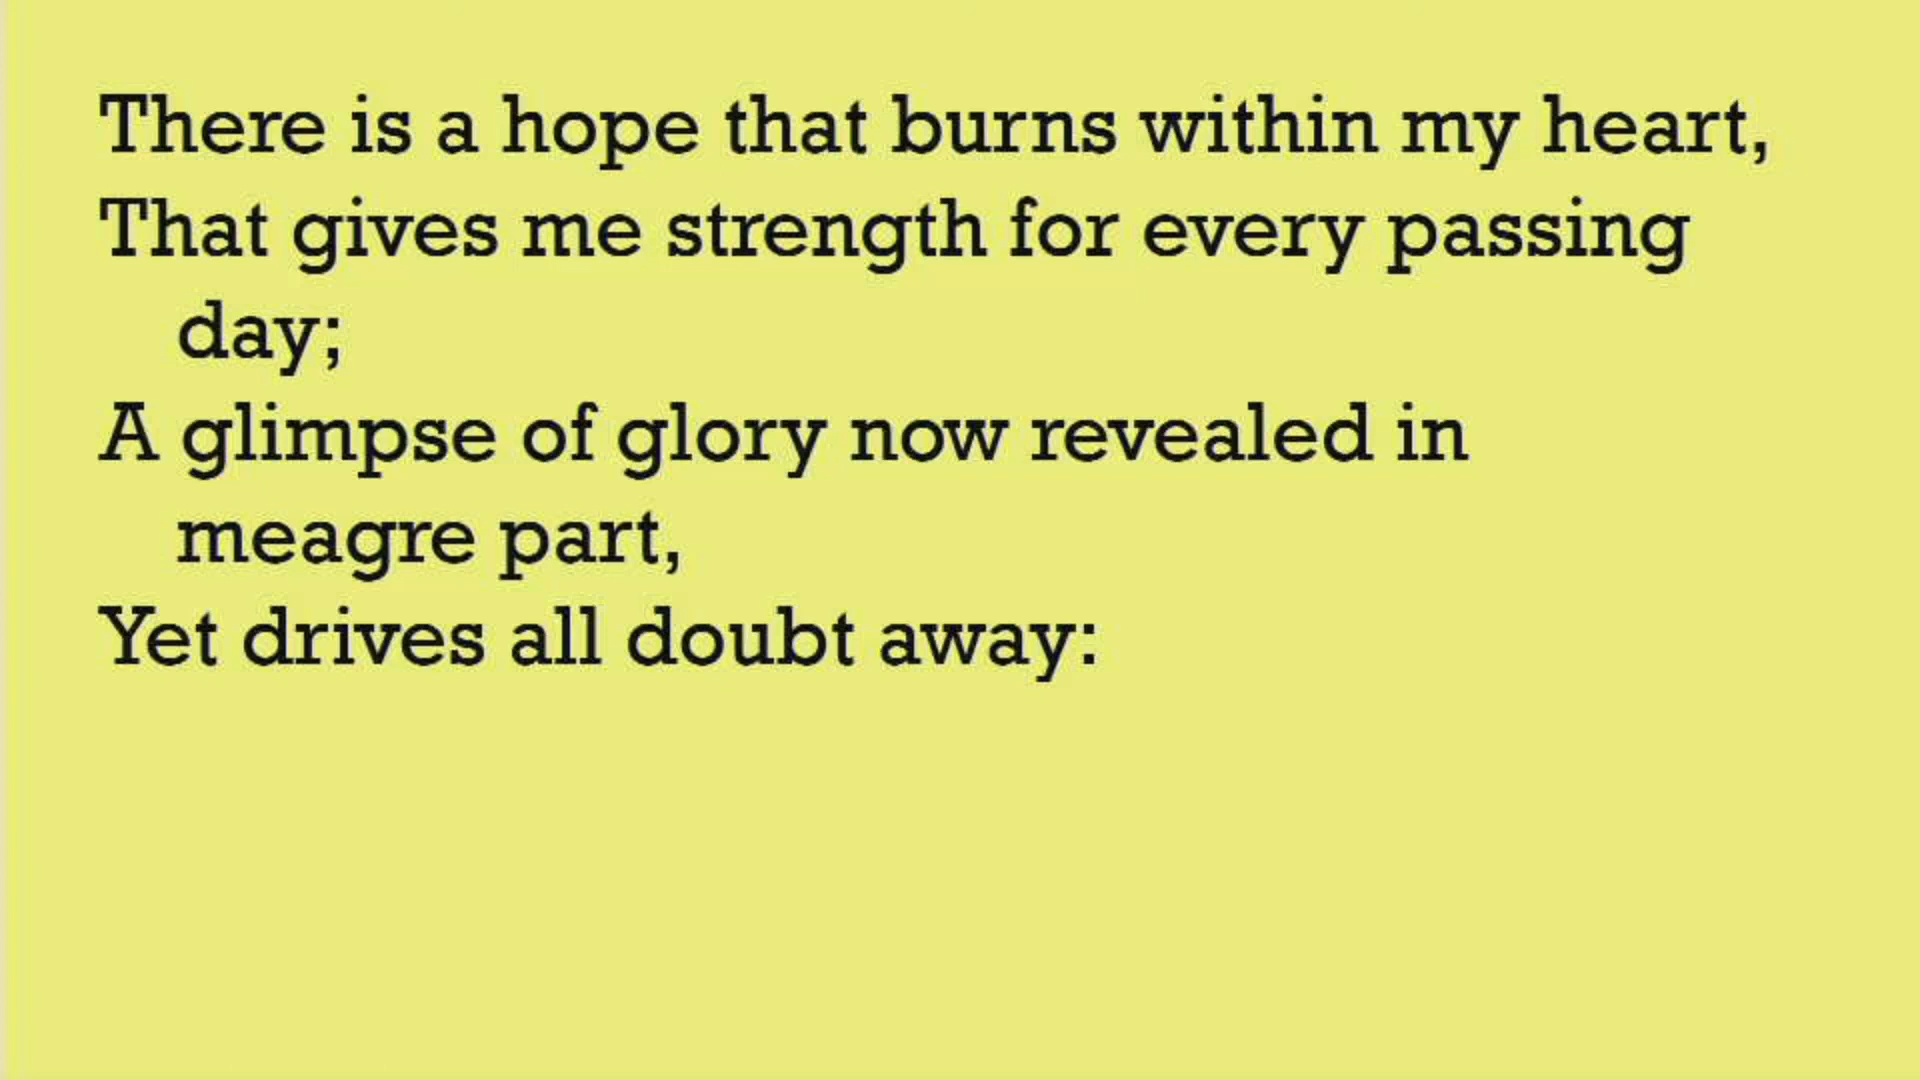 There is a hope that burns within my heart,
That gives me strength for every passing
day;
A glimpse of glory now revealed in
meagre part,
Yet drives all doubt away: